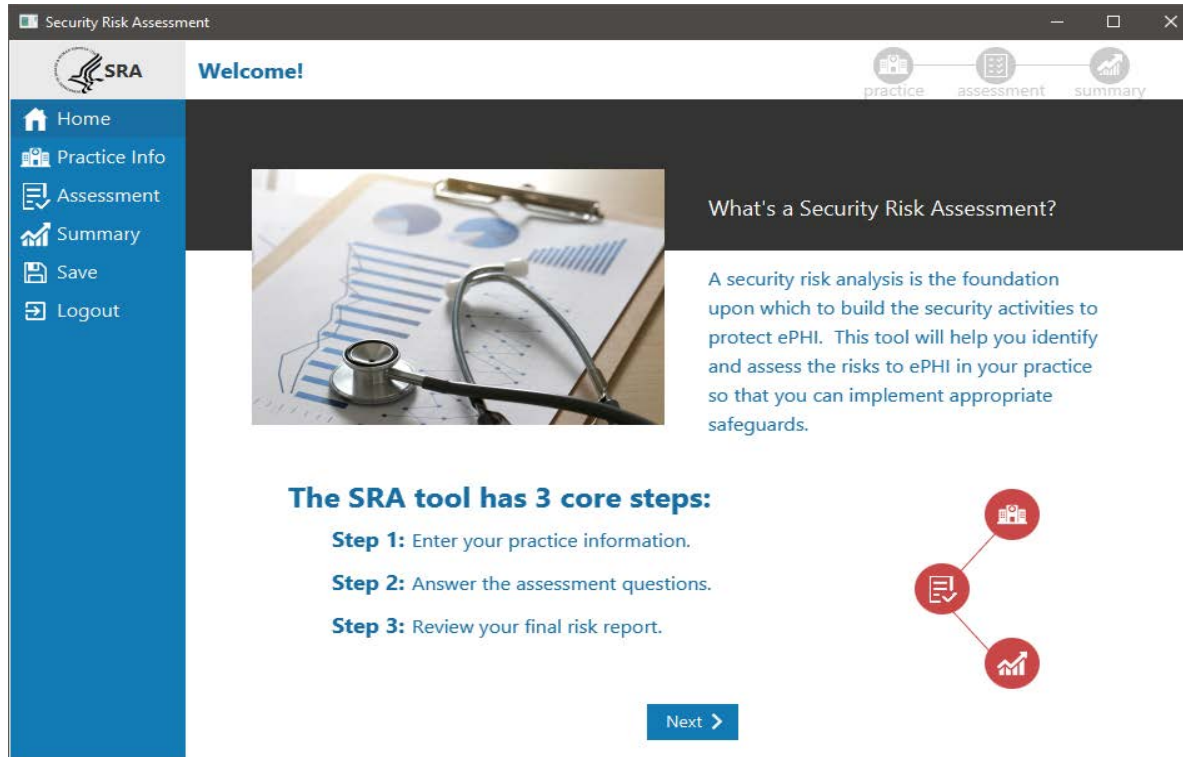 Security Risk Assessment
SRA
Welcome!
practice
assessment
summary
Home
Practice Info
Assessment
Summary
Save
Logout
What's a Security Risk Assessment?
A security risk analysis is the foundation
upon which to build the security activities to
protect ePHI. This tool will help you identify
and assess the risks to ePHI in your practice
so that you can implement appropriate
safeguards.
The SRA tool has 3 core steps:
Step 1: Enter your practice information.
Step 2: Answer the assessment questions.
Step 3: Review your final risk report.
Next